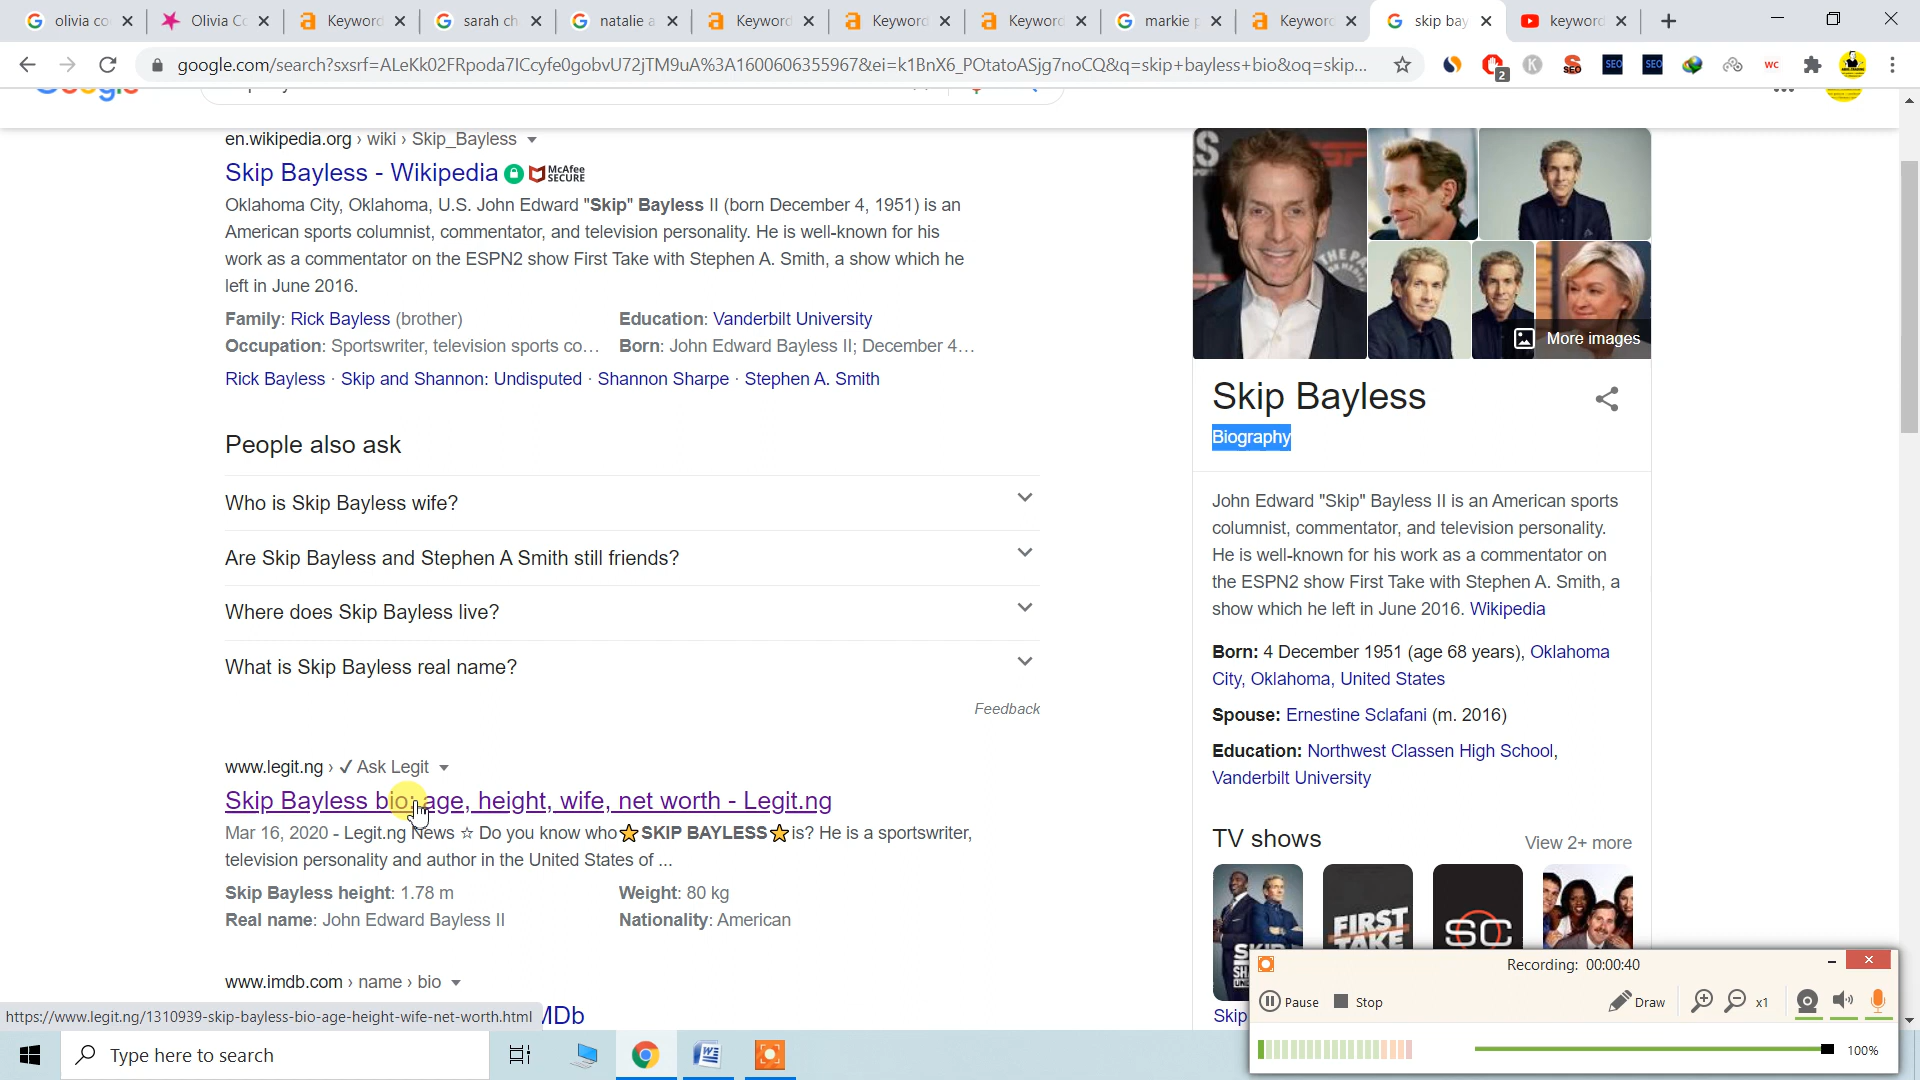 olivia co
Olivia Co
Keyword
sarah ch
natalie a
Keyword
Keyword
Keyword
markie p
Keyword
skip bay
keyword
google.com/search?sxsrf=ALeKk02FRpoda7ICcyfe0gobvU72jTM9uA%3A1600606355967&ei=k1BnX6_POtatoASjg7noCQ&q=skip+bayless+bio&oq=skip...
2
K
SEO
SEO
SEO
WC
en.wikipedia.org › wiki › Skip_Bayless
Skip Bayless - Wikipedia McAfee SECURE
Oklahoma City, Oklahoma, U.S. John Edward "Skip" Bayless II (born December 4, 1951) is an
American sports columnist, commentator, and television personality. He is well-known for his
work as a commentator on the ESPN2 show First Take with Stephen A. Smith, a show which he
left in June 2016.
Family: Rick Bayless (brother)
Education: Vanderbilt University
Occupation: Sportswriter, television sports co...
Born: John Edward Bayless II; December 4...
Rick Bayless · Skip and Shannon: Undisputed · Shannon Sharpe · Stephen A. Smith
People also ask
Who is Skip Bayless wife?
Are Skip Bayless and Stephen A Smith still friends?
Where does Skip Bayless live?
What is Skip Bayless real name?
Feedback
www.legit.ng › ✓ Ask Legit
Skip Bayless bio: age, height, wife, net worth - Legit.ng
Mar 16, 2020 - Legit.ng News ☆ Do you know who⭐SKIP BAYLESS⭐is? He is a sportswriter,
television personality and author in the United States of ...
Skip Bayless height: 1.78 m
Weight: 80 kg
Real name: John Edward Bayless II
Nationality: American
www.imdb.com › name › bio
MDb
https://www.legit.ng/1310939-skip-bayless-bio-age-height-wife-net-worth.html
More images
Skip Bayless
Biography
John Edward "Skip" Bayless II is an American sports
columnist, commentator, and television personality.
He is well-known for his work as a commentator on
the ESPN2 show First Take with Stephen A. Smith, a
show which he left in June 2016. Wikipedia
Born: 4 December 1951 (age 68 years), Oklahoma
City, Oklahoma, United States
Spouse: Ernestine Sclafani (m. 2016)
Education: Northwest Classen High School,
Vanderbilt University
TV shows
View 2+ more
FIRST
TAKE
SC
Skip
Recording: 00:00:40
Pause
Stop
Draw
x1
100%
Type here to search